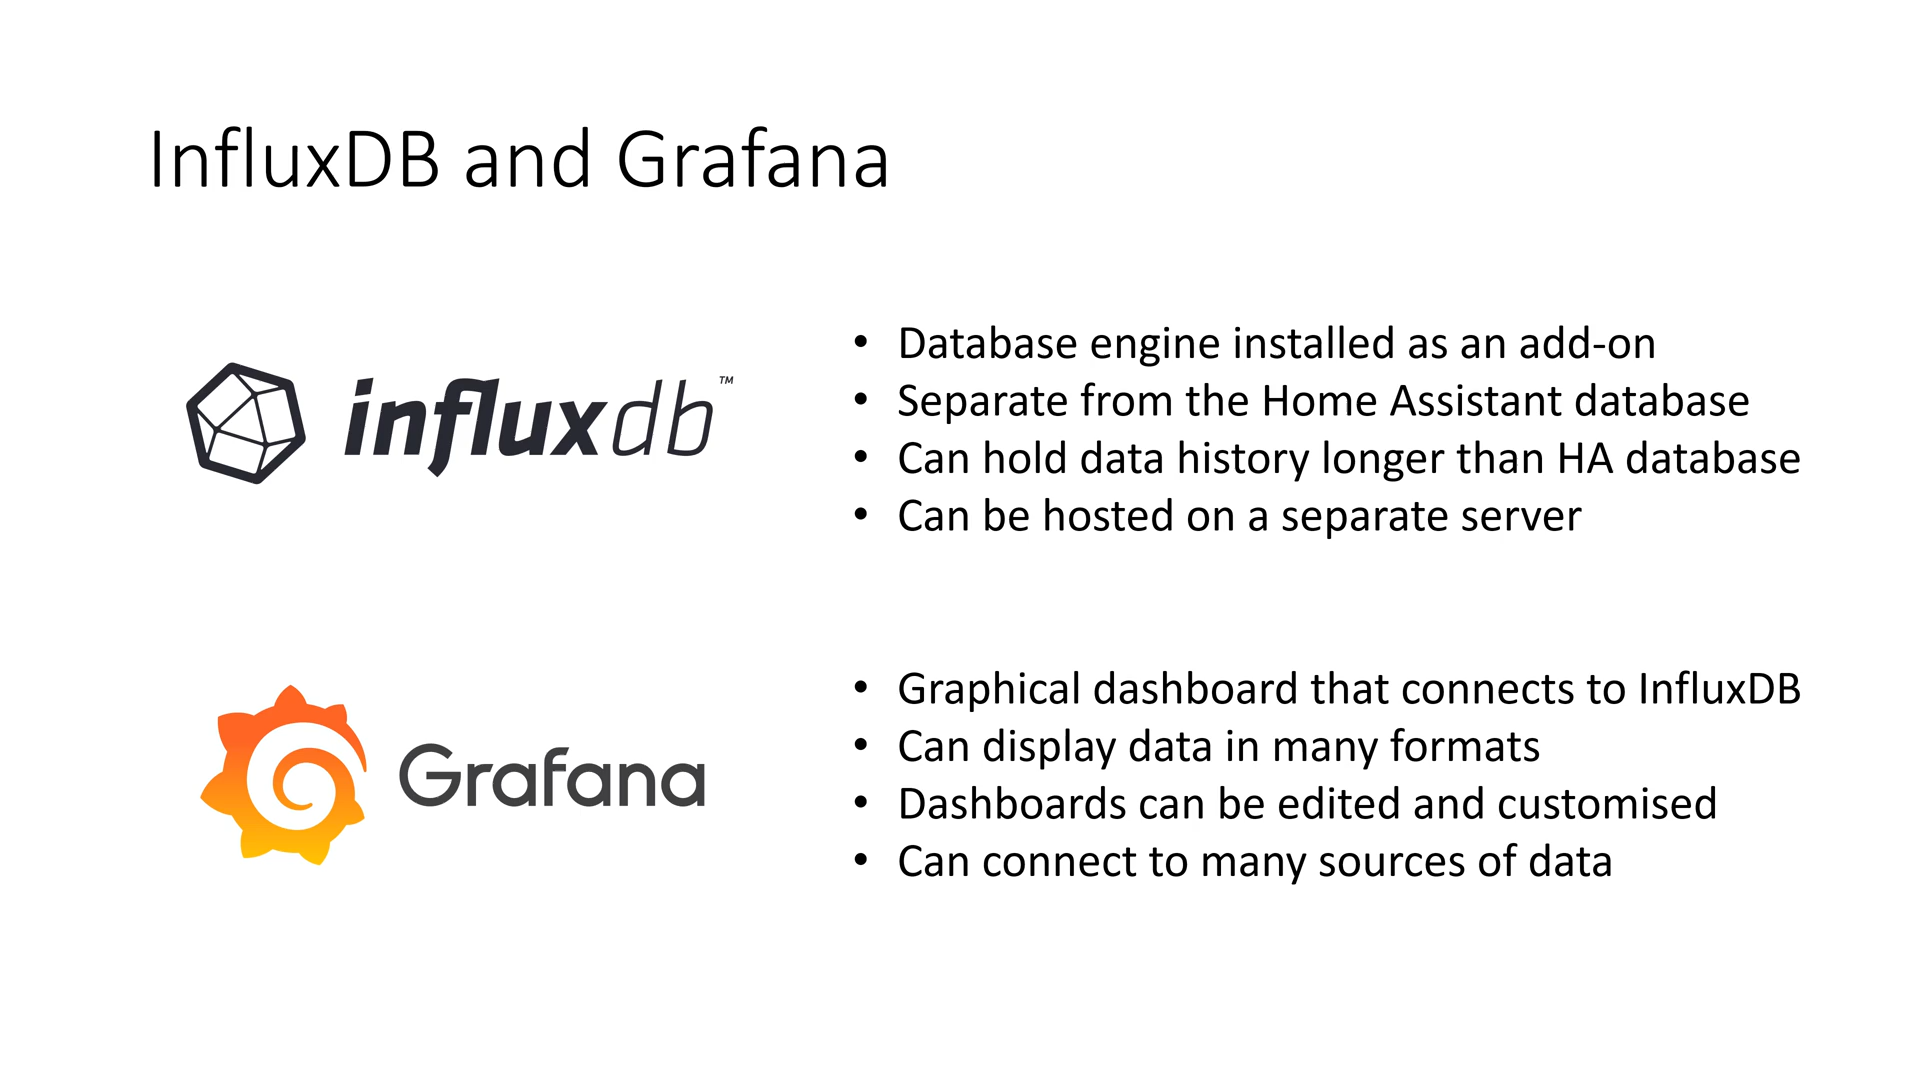 InfluxDB and Grafana
influxdb™
• Database engine installed as an add-on
• Separate from the Home Assistant database
• Can hold data history longer than HA database
• Can be hosted on a separate server
Grafana
• Graphical dashboard that connects to InfluxDB
• Can display data in many formats
• Dashboards can be edited and customised
• Can connect to many sources of data